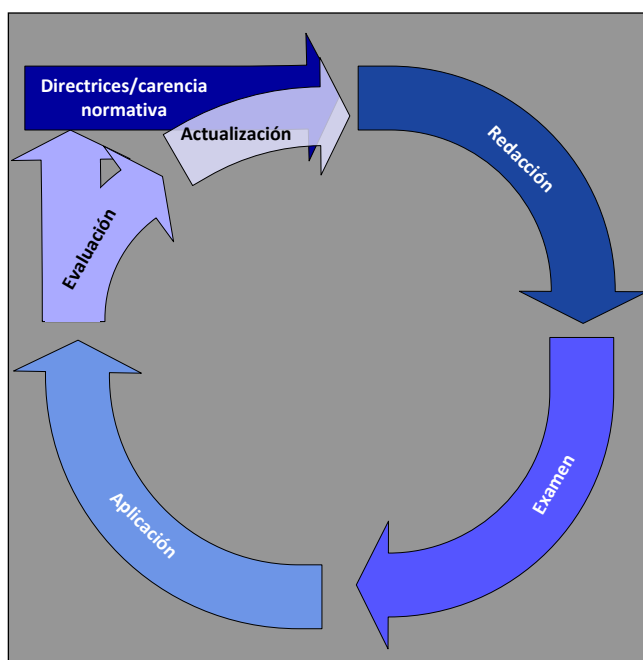 Directrices/carencia
normativa
Actualización
Redacción
Evaluación
Examen
Aplicación